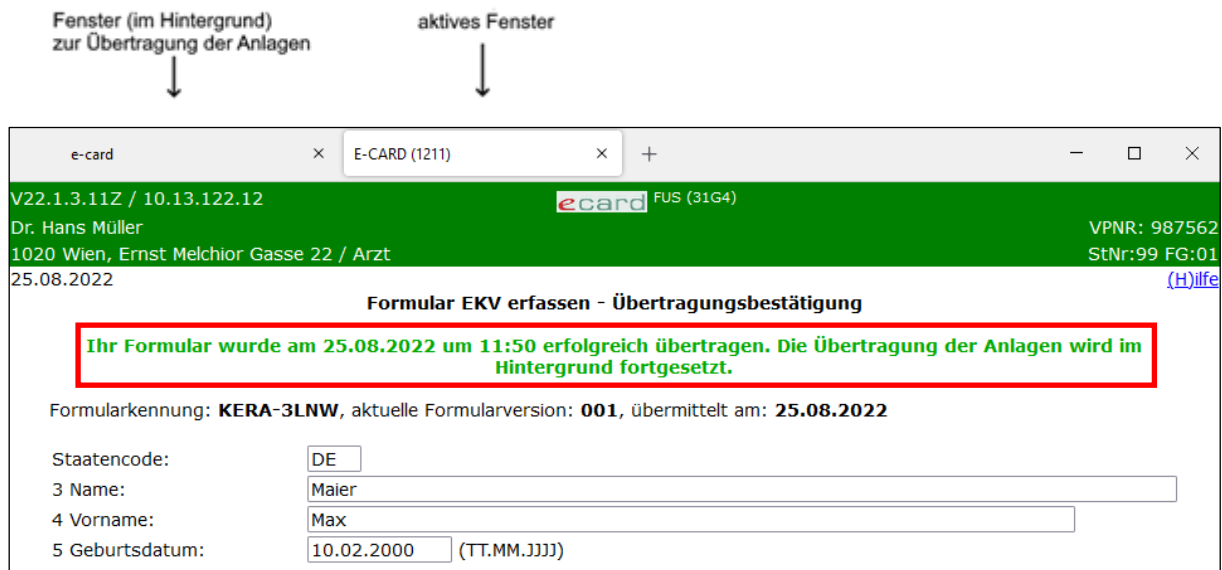 Fenster (im Hintergrund)
zur Übertragung der Anlagen
aktives Fenster
e-card
E-CARD (1211)
V22.1.3.11Z / 10.13.122.12
ecard FUS (31G4)
Dr. Hans Müller
VPNR: 987562
1020 Wien, Ernst Melchior Gasse 22 / Arzt
StNr:99 FG:01
25.08.2022
(H)ilfe
Formular EKV erfassen - Übertragungsbestätigung
Ihr Formular wurde am 25.08.2022 um 11:50 erfolgreich übertragen. Die Übertragung der Anlagen wird im
Hintergrund fortgesetzt.
Formularkennung: KERA-3LNW, aktuelle Formularversion: 001, übermittelt am: 25.08.2022
Staatencode: DE
3 Name: Maier
4 Vorname: Max
5 Geburtsdatum: 10.02.2000 (TT.MM.JJJJ)